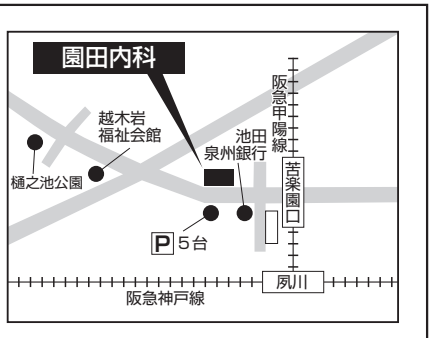 園田内科
阪急甲陽線
越木岩
福祉会館
池田
泉州銀行
樋之池公園
苦楽園口
P 5台
夙川
阪急神戸線